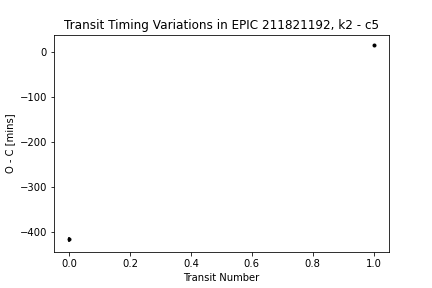 Transit Timing Variations in EPIC 211821192, k2 - c5
0
−100
−200
−300
−400
O - C [mins]
0.0 0.2 0.4 0.6 0.8 1.0
Transit Number